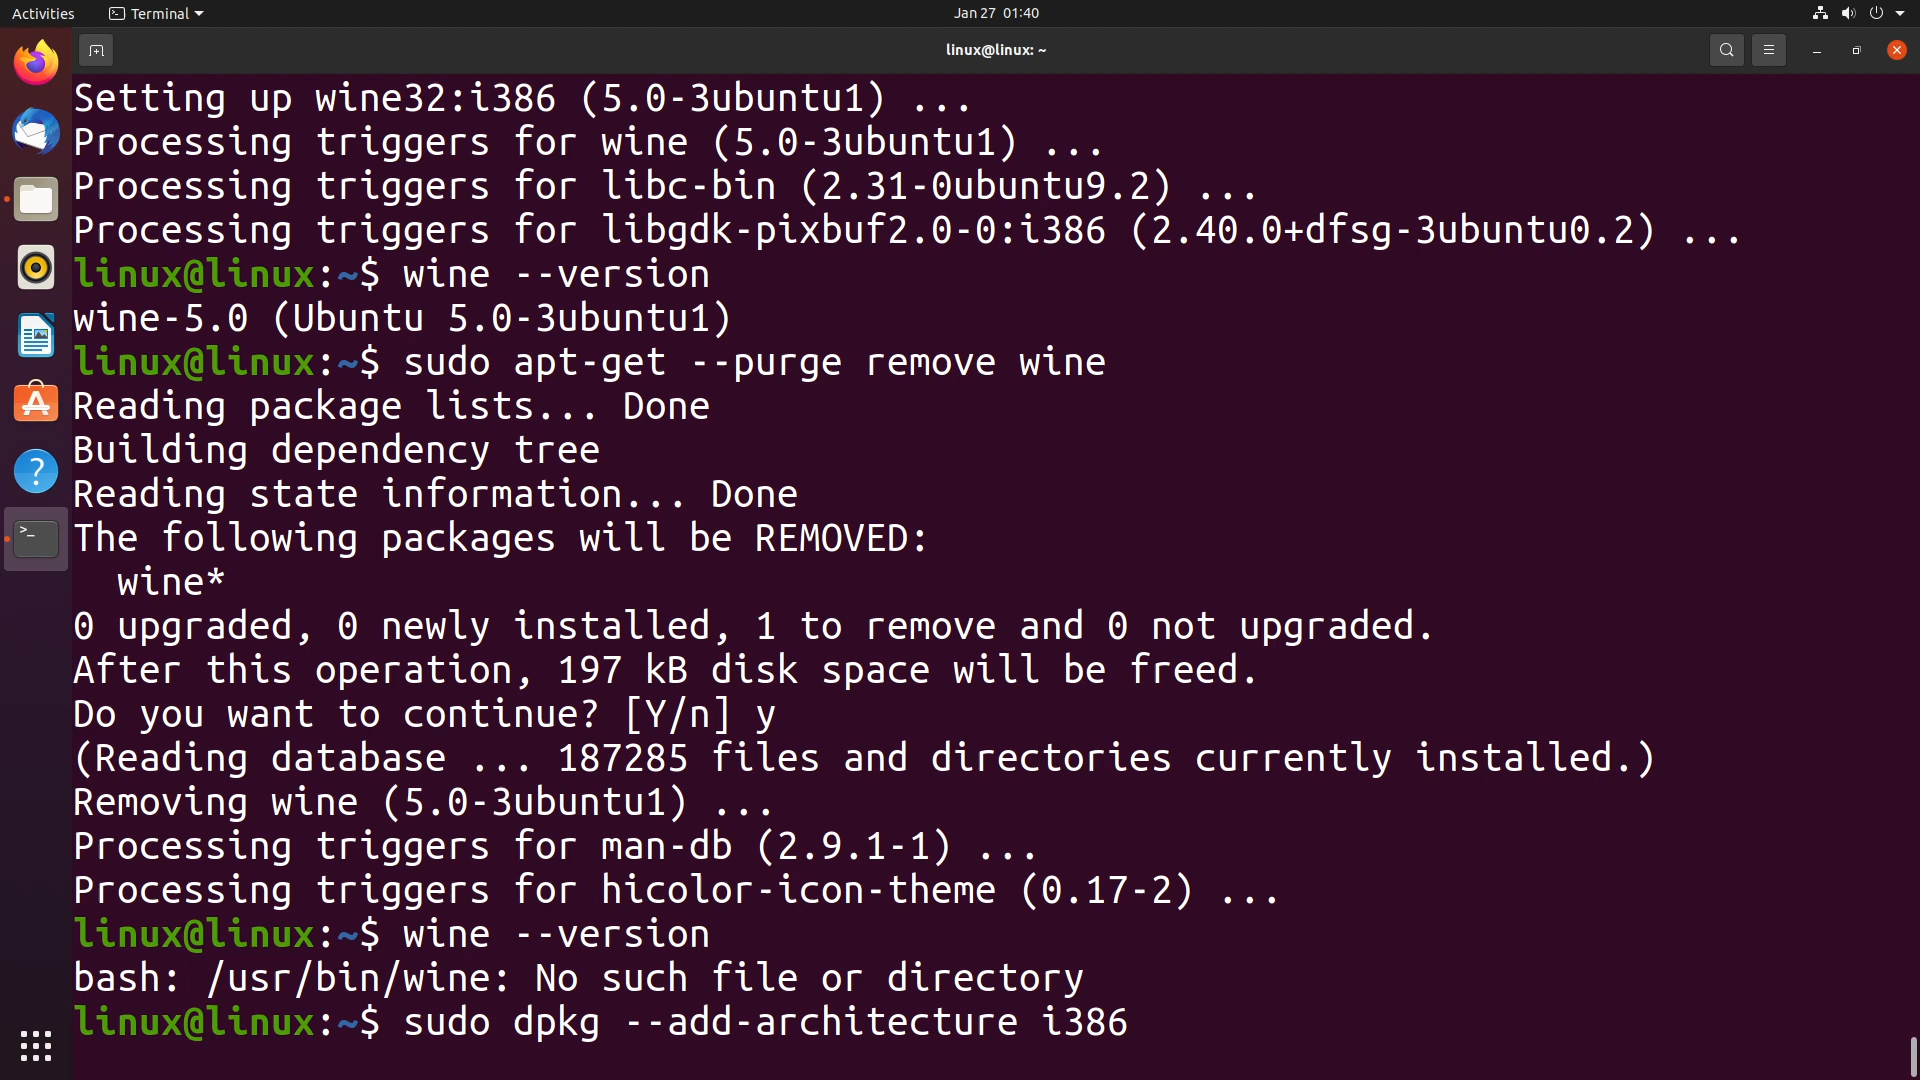 Activities
Terminal
Jan 27 01:40
linux@linux: ~
Setting up wine32:i386 (5.0-3ubuntu1) ...
Processing triggers for wine (5.0-3ubuntu1) ...
Processing triggers for libc-bin (2.31-0ubuntu9.2) ...
Processing triggers for libgdk-pixbuf2.0-0:i386 (2.40.0+dfsg-3ubuntu0.2) ...
linux@linux:~$ wine --version
wine-5.0 (Ubuntu 5.0-3ubuntu1)
linux@linux:~$ sudo apt-get --purge remove wine
Reading package lists... Done
Building dependency tree
Reading state information... Done
The following packages will be REMOVED:
  wine*
0 upgraded, 0 newly installed, 1 to remove and 0 not upgraded.
After this operation, 197 kB disk space will be freed.
Do you want to continue? [Y/n] y
(Reading database ... 187285 files and directories currently installed.)
Removing wine (5.0-3ubuntu1) ...
Processing triggers for man-db (2.9.1-1) ...
Processing triggers for hicolor-icon-theme (0.17-2) ...
linux@linux:~$ wine --version
bash: /usr/bin/wine: No such file or directory
linux@linux:~$ sudo dpkg --add-architecture i386